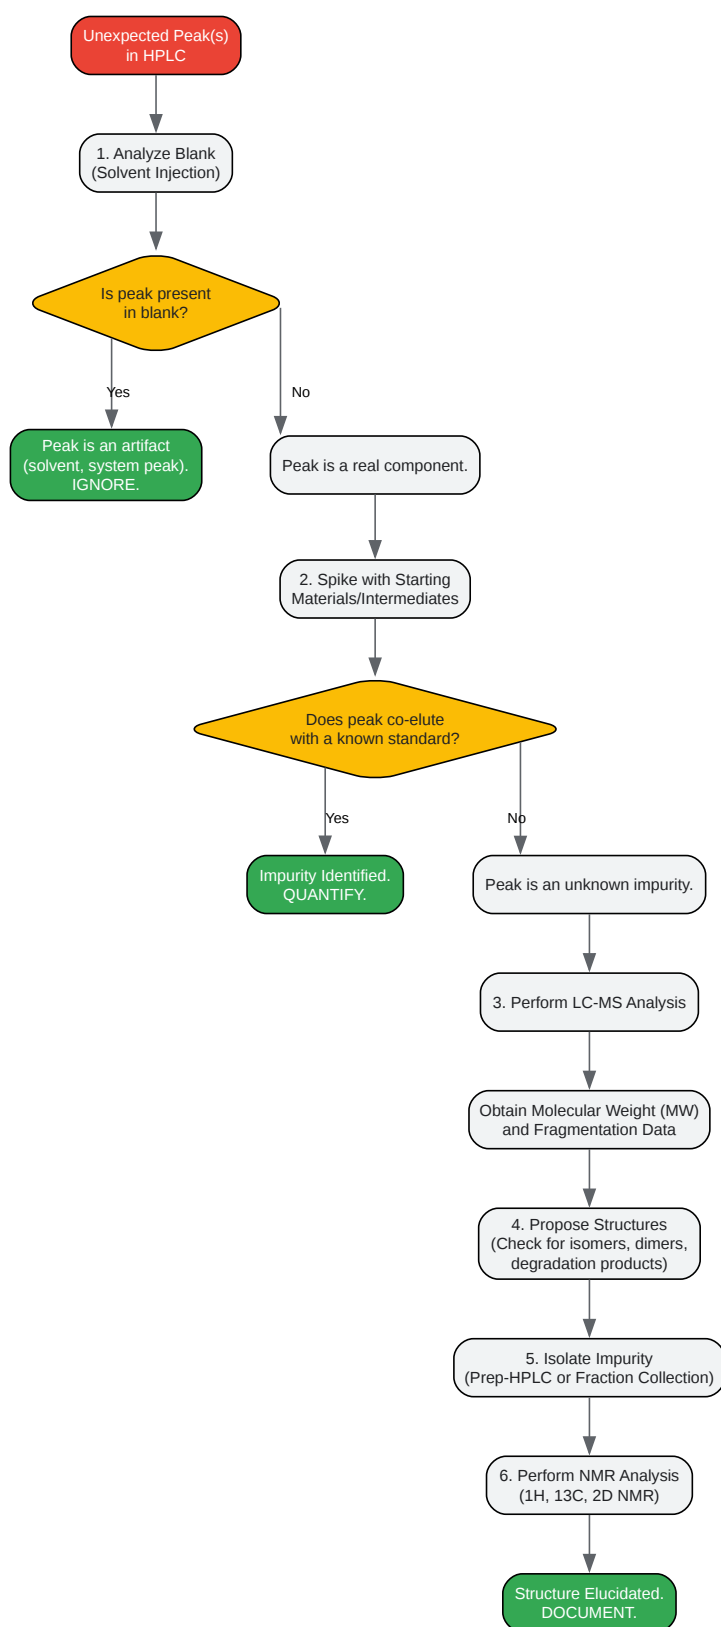 Unexpected Peak(s)
in HPLC
1. Analyze Blank
(Solvent Injection)
Is peak present
in blank?
Yes
No
Peak is an artifact
(solvent, system peak).
IGNORE.
Peak is a real component.
2. Spike with Starting
Materials/Intermediates
Does peak co-elute
with a known standard?
Yes
No
Impurity Identified.
QUANTIFY.
Peak is an unknown impurity.
3. Perform LC-MS Analysis
Obtain Molecular Weight (MW)
and Fragmentation Data
4. Propose Structures
(Check for isomers, dimers,
degradation products)
5. Isolate Impurity
(Prep-HPLC or Fraction Collection)
6. Perform NMR Analysis
(1H, 13C, 2D NMR)
Structure Elucidated.
DOCUMENT.